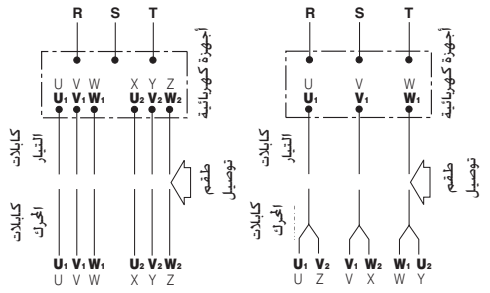 R S T
أجهزة كهربائية
U V W X Y Z
U1 V1 W1 U2 V2 W2
كابلات التيار
طقم توصيل
كابلات المحرك
U1 V1 W1 U2 V2 W2
U V W X Y Z
R S T
أجهزة كهربائية
U V W
U1 V1 W1
كابلات التيار
طقم توصيل
كابلات المحرك
U1 V2 V1 W2 W1 U2
U Z V X W Y